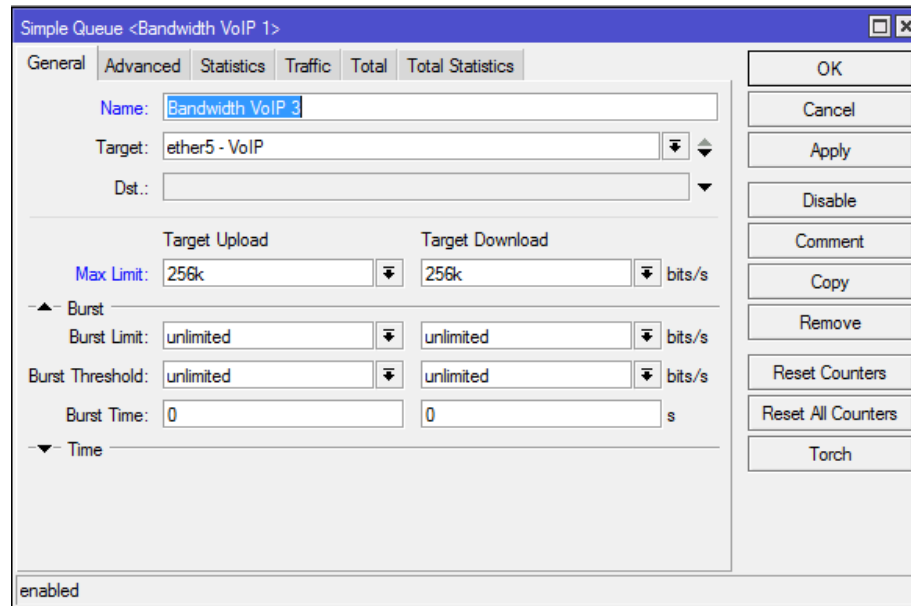 Simple Queue <Bandwidth VoIP 1>
General Advanced Statistics Traffic Total Total Statistics
Name: Bandwidth VoIP 3
Target: ether5 - VoIP
Dst.:
Target Upload Target Download
Max Limit: 256k 256k bits/s
Burst
Burst Limit: unlimited unlimited bits/s
Burst Threshold: unlimited unlimited bits/s
Burst Time: 0 0 s
Time
OK
Cancel
Apply
Disable
Comment
Copy
Remove
Reset Counters
Reset All Counters
Torch
enabled